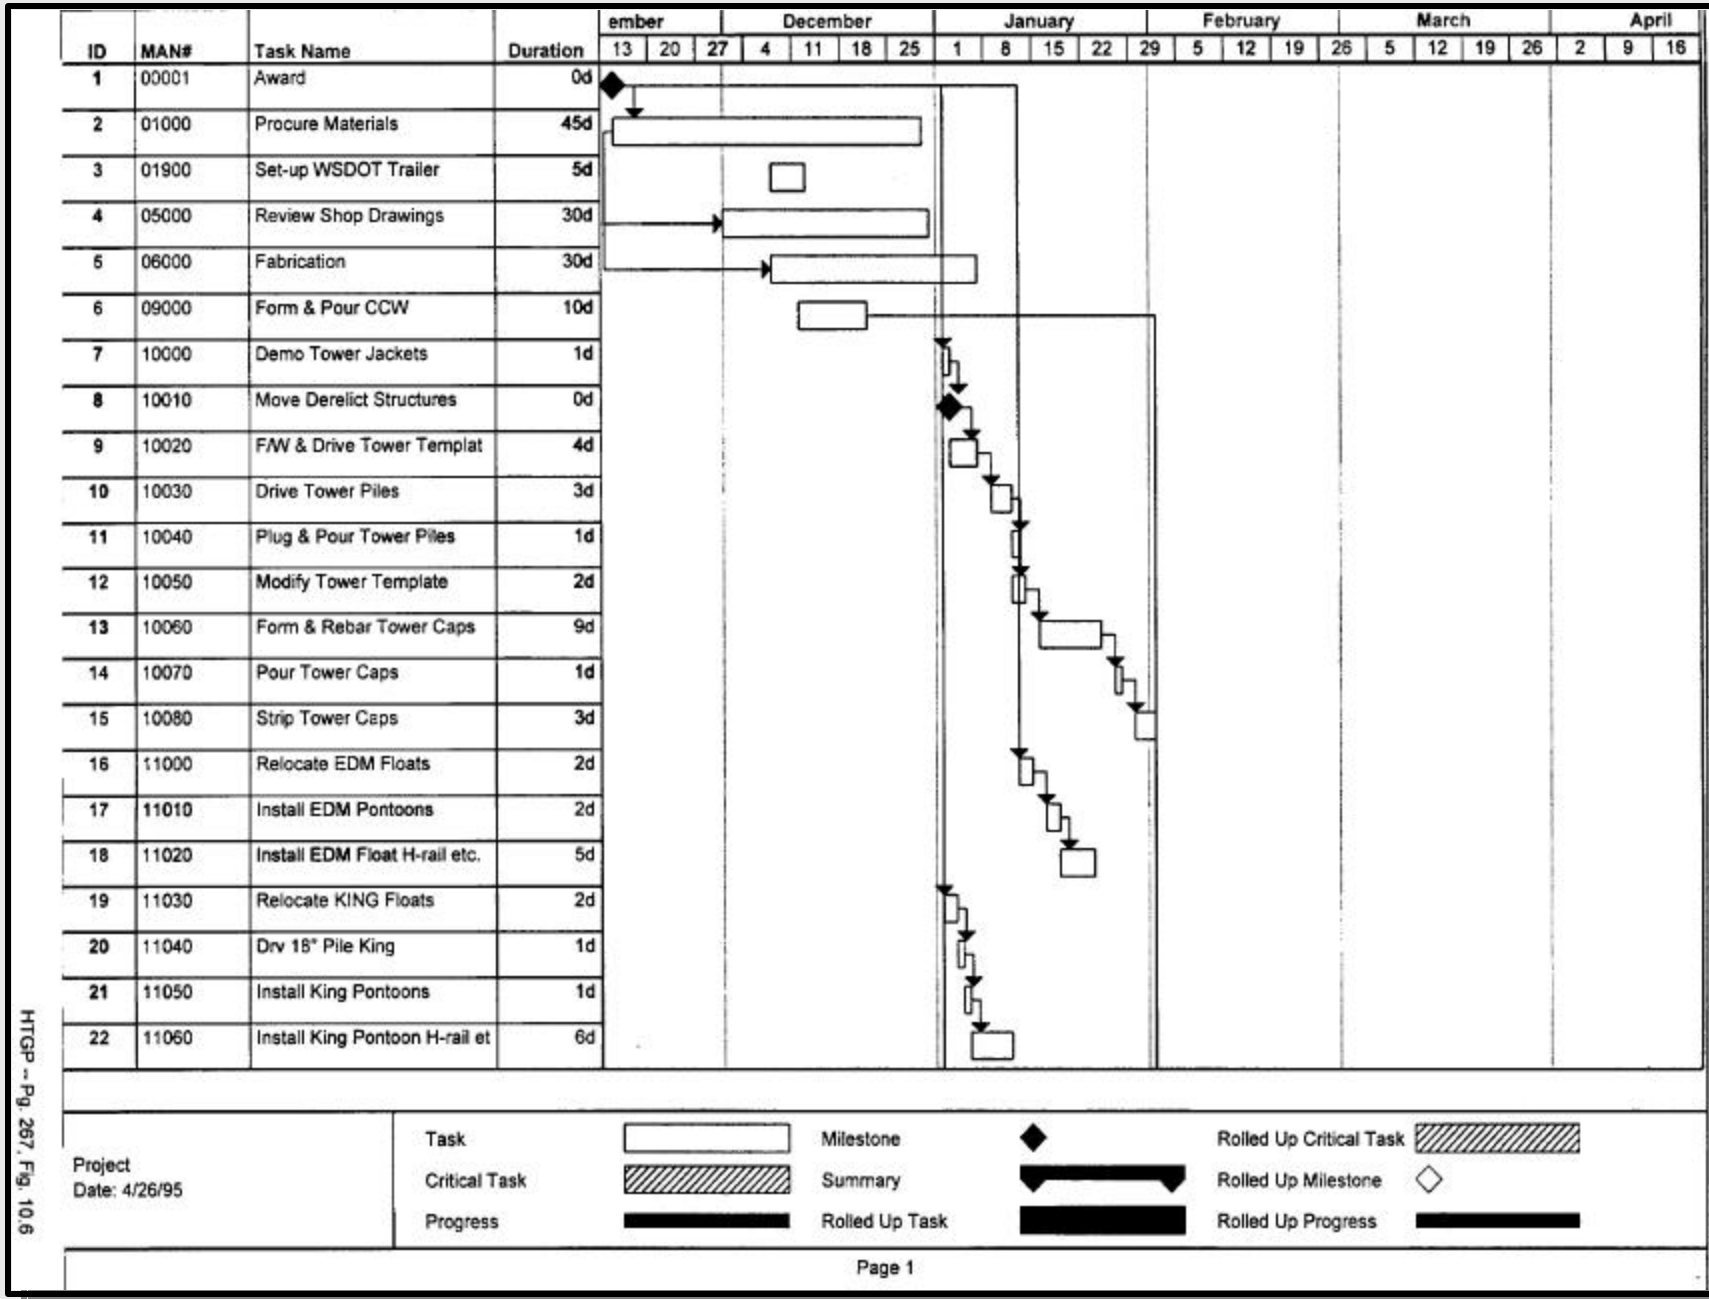 ember December January February March April
ID MAN# Task Name Duration 13 20 27 4 11 18 25 1 8 15 22 29 5 12 19 26 5 12 19 26 2 9 16
1 00001 Award 0d
2 01000 Procure Materials 45d
3 01900 Set-up WSDOT Trailer 5d
4 05000 Review Shop Drawings 30d
5 06000 Fabrication 30d
6 09000 Form & Pour CCW 10d
7 10000 Demo Tower Jackets 1d
8 10010 Move Derelict Structures 0d
9 10020 F/W & Drive Tower Templat 4d
10 10030 Drive Tower Piles 3d
11 10040 Plug & Pour Tower Piles 1d
12 10050 Modify Tower Template 2d
13 10060 Form & Rebar Tower Caps 9d
14 10070 Pour Tower Caps 1d
15 10080 Strip Tower Caps 3d
16 11000 Relocate EDM Floats 2d
17 11010 Install EDM Pontoons 2d
18 11020 Install EDM Float H-rail etc. 5d
19 11030 Relocate KING Floats 2d
20 11040 Drv 18" Pile King 1d
21 11050 Install King Pontoons 1d
22 11060 Install King Pontoon H-rail et 6d
HTGP -- Pg. 267, Fig. 10.6
Project
Date: 4/26/95
Task Milestone Rolled Up Critical Task
Critical Task Summary Rolled Up Milestone
Progress Rolled Up Task Rolled Up Progress
Page 1